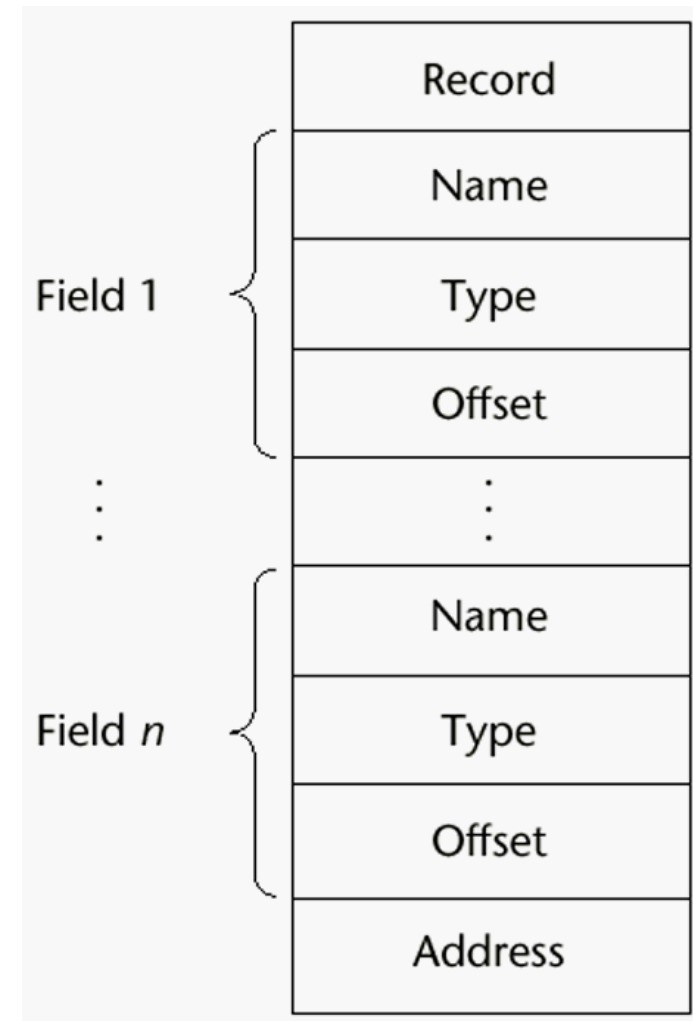 Record
Name
Field 1
Type
Offset
⋮ ⋮
Name
Field n
Type
Offset
Address